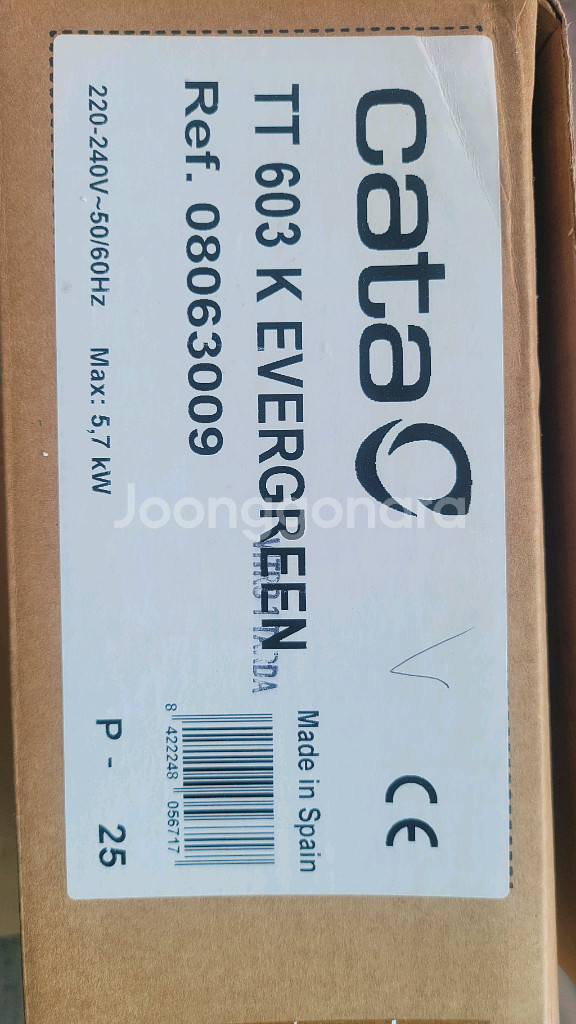 cata
TT 603 K EVERGREEN
Ref. 08063009
220-240V~50/60Hz Max: 5,7 kW
CE
Made in Spain
8 422248 056717
P - 25
Joonggondra